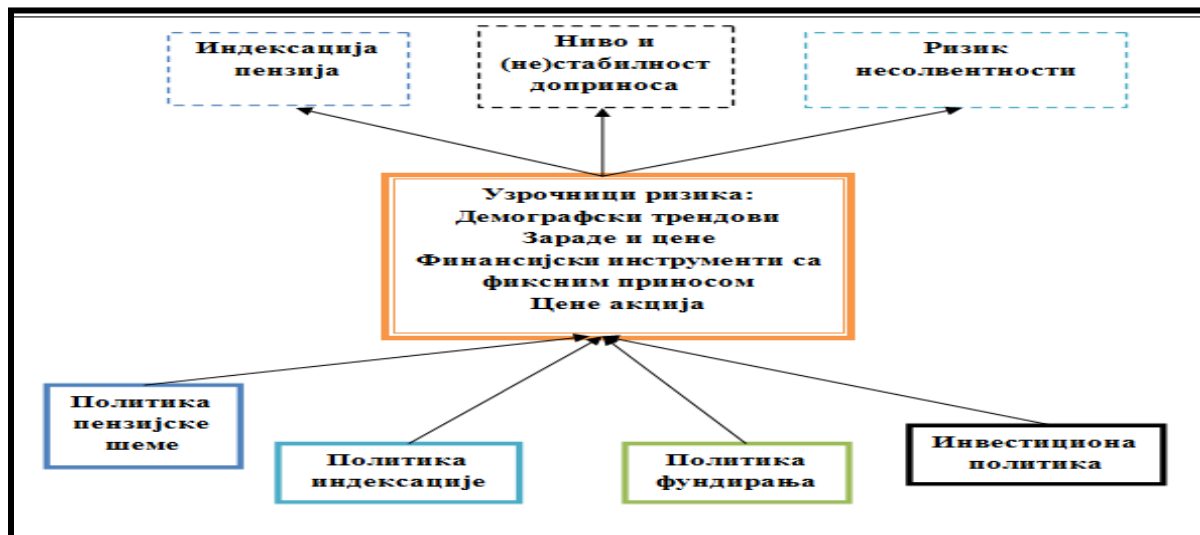 Индексација
пензија
Ниво и
(не)стабилност
доприноса
Ризик
несолвентности
Узрочници ризика:
Демографски трендови
Зараде и цене
Финансијски инструменти са
фиксним приносом
Цене акција
Политика
пензијске
шеме
Политика
индексације
Политика
фундирања
Инвестициона
политика